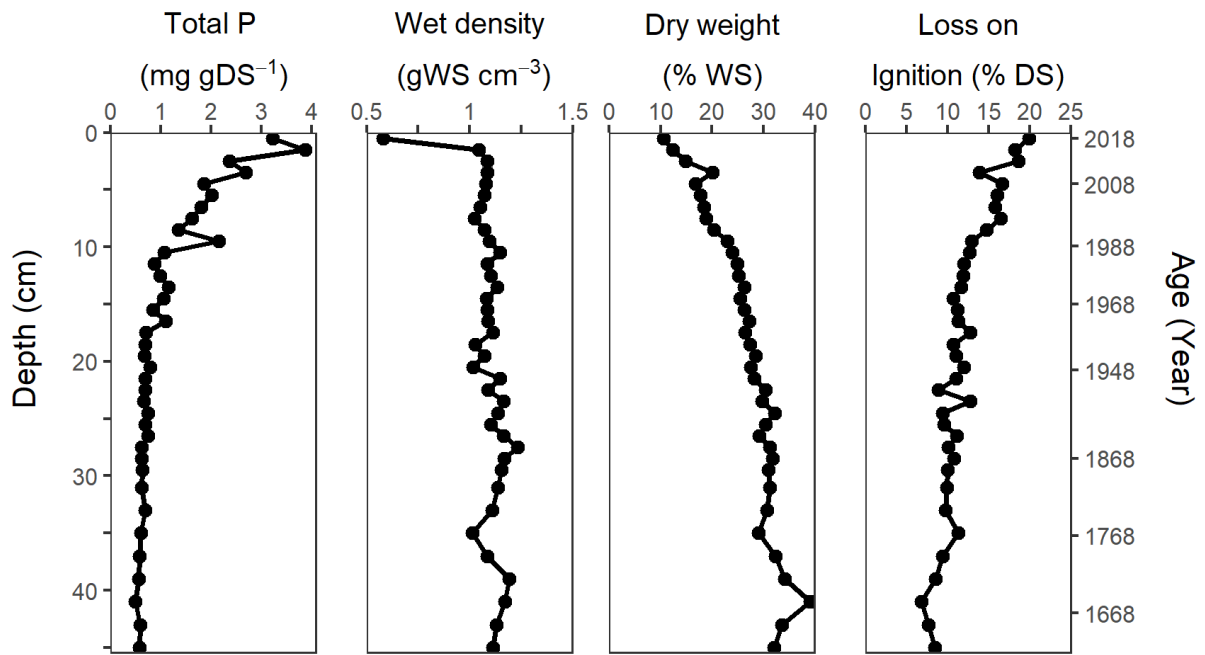 Total P
(mg gDS⁻¹)
Wet density
(gWS cm⁻³)
Dry weight
(% WS)
Loss on
Ignition (% DS)
0 1 2 3 4
0.5 1 1.5
0 10 20 30 40
0 5 10 15 20 25
0
10
20
30
40
Depth (cm)
2018
2008
1988
1968
1948
1868
1768
1668
Age (Year)